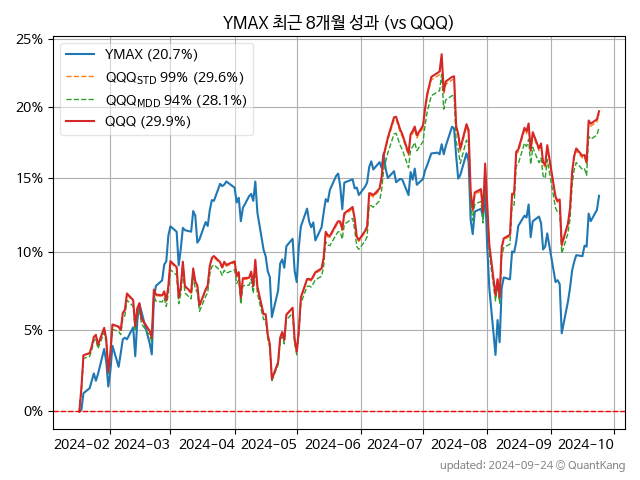 YMAX 최근 8개월 성과 (vs QQQ)
25%
20%
15%
10%
5%
0%
YMAX (20.7%)
QQQSTD 99% (29.6%)
QQQMDD 94% (28.1%)
QQQ (29.9%)
2024-02 2024-03 2024-04 2024-05 2024-06 2024-07 2024-08 2024-09 2024-10
updated: 2024-09-24 @ QuantKang